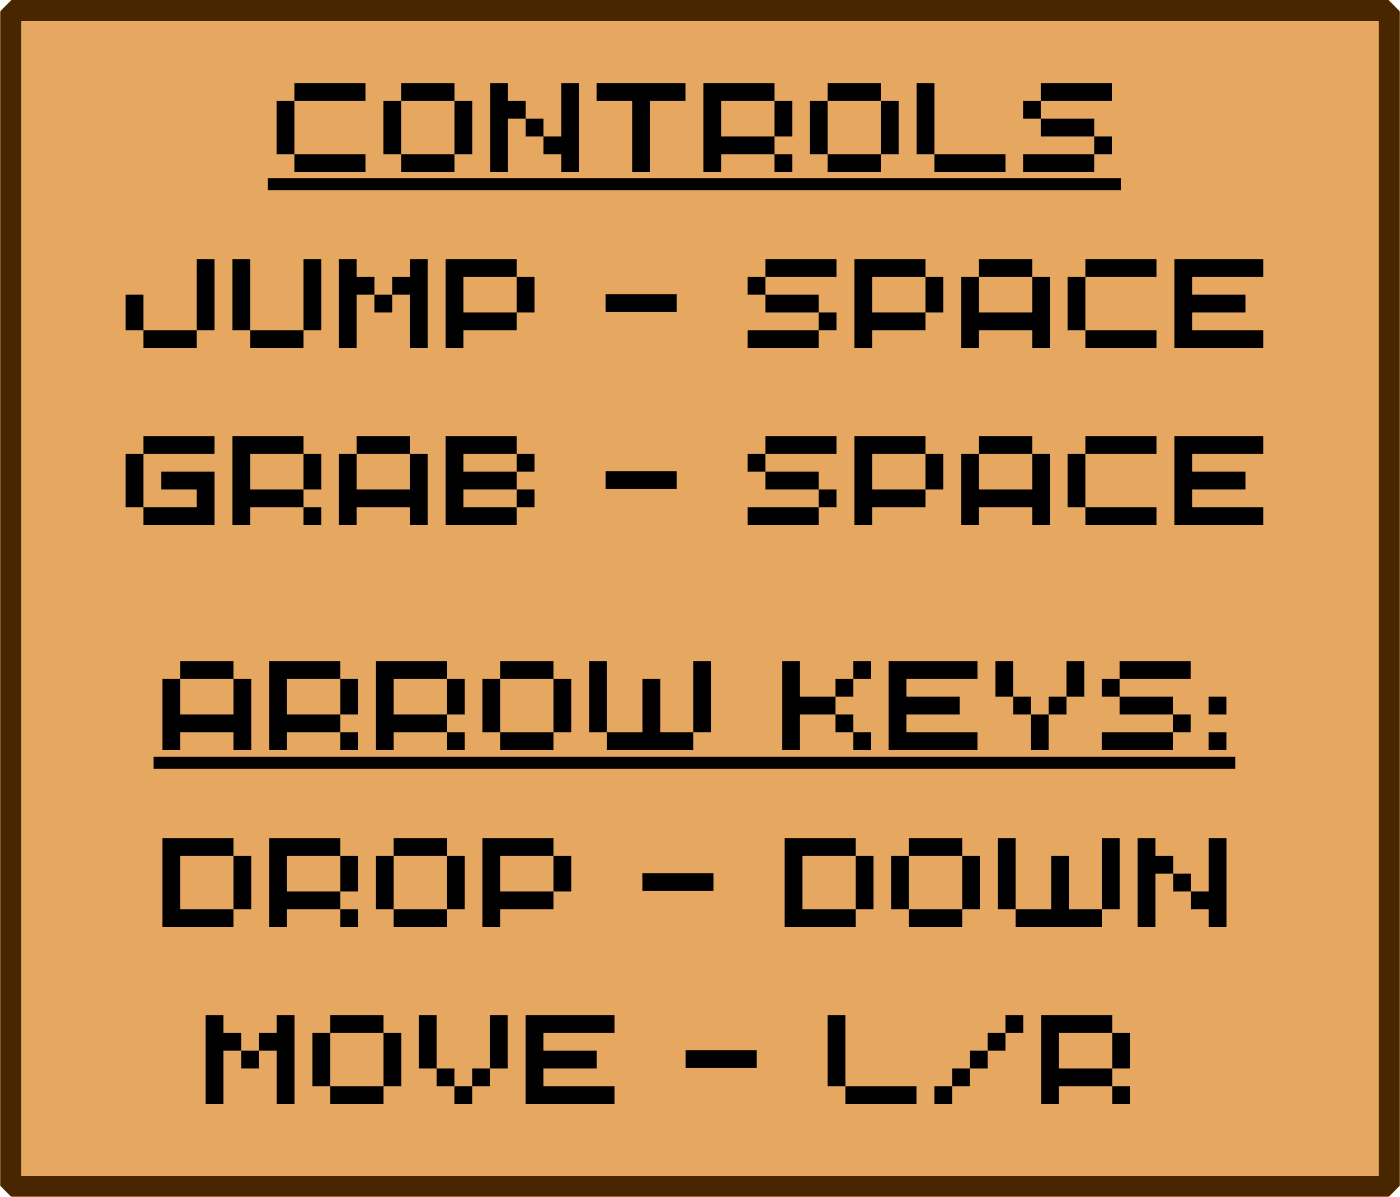 CONTROLS
JUMP - SPACE
GRAB - SPACE
ARROW KEYS:
DROP - DOWN
MOVE - L/R